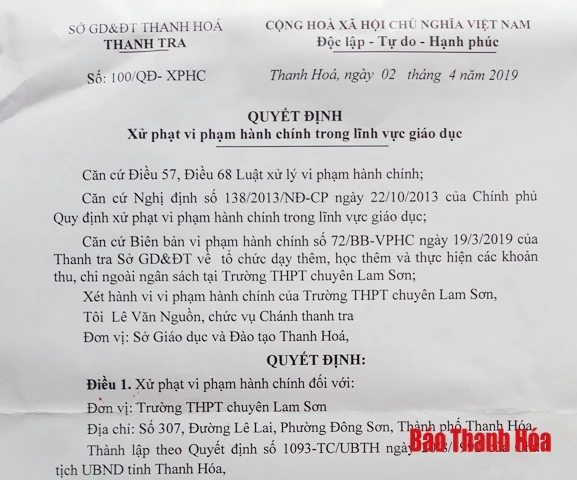 SỞ GD&ĐT THANH HOÁ
THANH TRA
CỘNG HOÀ XÃ HỘI CHỦ NGHĨA VIỆT NAM
Độc lập - Tự do - Hạnh phúc
Số: 100/QĐ- XPHC
Thanh Hoá, ngày 02 tháng 4 năm 2019
QUYẾT ĐỊNH
Xử phạt vi phạm hành chính trong lĩnh vực giáo dục
Căn cứ Điều 57, Điều 68 Luật xử lý vi phạm hành chính;
Căn cứ Nghị định số 138/2013/NĐ-CP ngày 22/10/2013 của Chính phủ
Quy định xử phạt vi phạm hành chính trong lĩnh vực giáo dục;
Căn cứ Biên bản vi phạm hành chính số 72/BB-VPHC ngày 19/3/2019 của
Thanh tra Sở GD&ĐT về tổ chức dạy thêm, học thêm và thực hiện các khoản
thu, chi ngoài ngân sách tại Trường THPT chuyên Lam Sơn;
Xét hành vi vi phạm hành chính của Trường THPT chuyên Lam Sơn,
Tôi Lê Văn Nguồn, chức vụ Chánh thanh tra
Đơn vị: Sở Giáo dục và Đào tạo Thanh Hoá,
QUYẾT ĐỊNH:
Điều 1. Xử phạt vi phạm hành chính đối với:
Đơn vị: Trường THPT chuyên Lam Sơn
Địa chỉ: Số 307, Đường Lê Lai, Phường Đông Sơn, Thành phố Thanh Hóa,
Báo Thanh Hóa
Thành lập theo Quyết định số 1093-TC/UBTH ngày
tịch UBND tỉnh Thanh Hóa,